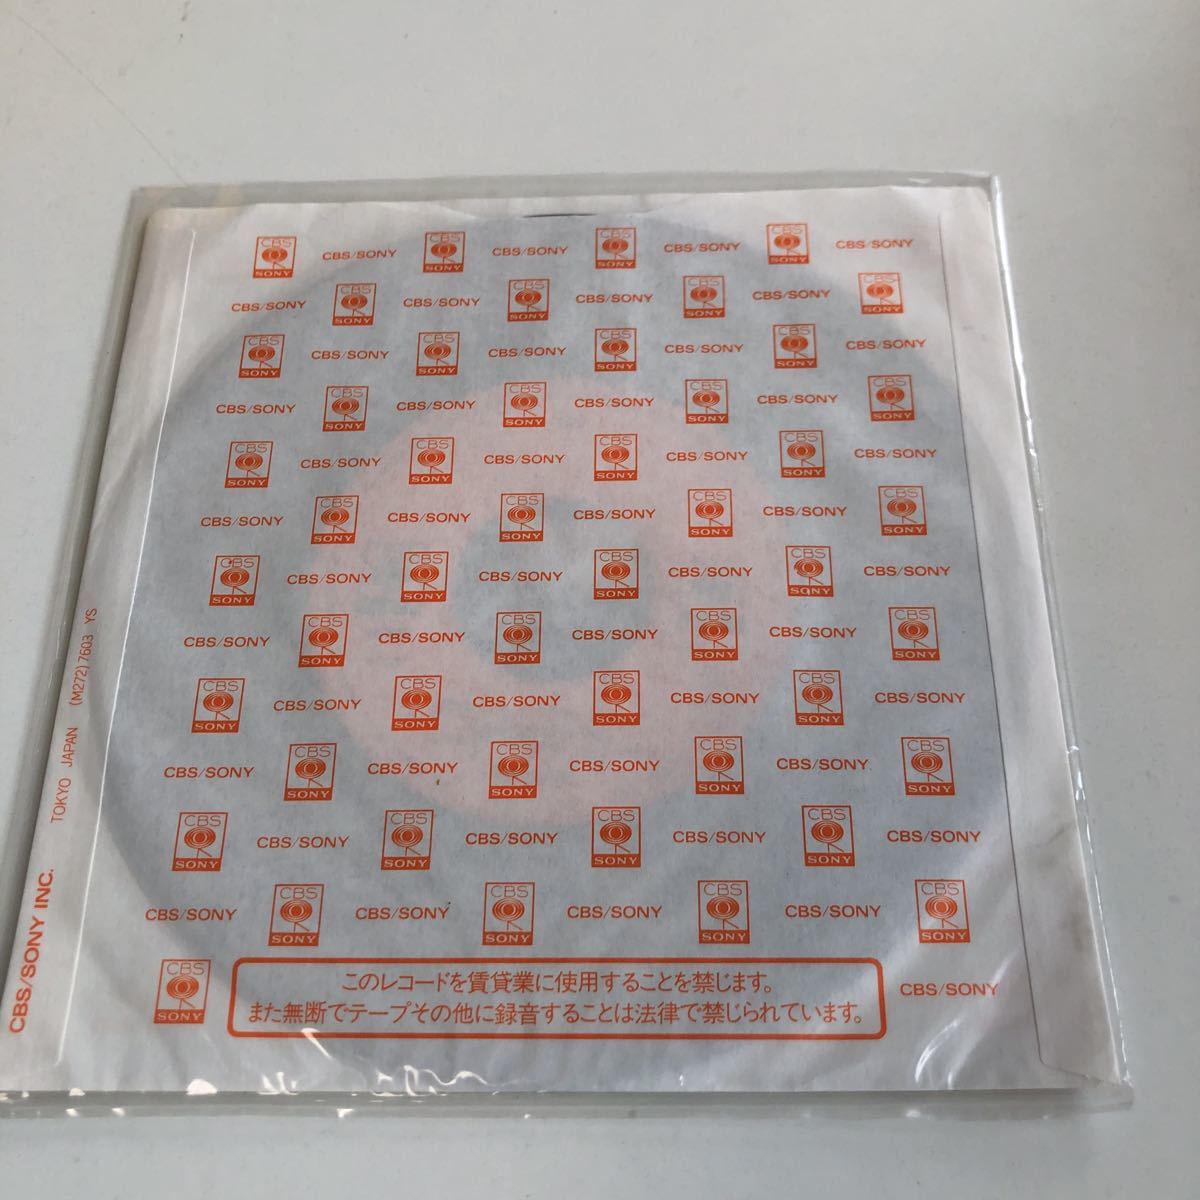 CBS SONY CBS/SONY CBS SONY CBS/SONY CBS SONY CBS/SONY CBS SONY CBS/SONY
CBS/SONY CBS SONY CBS/SONY CBS SONY CBS/SONY CBS SONY CBS/SONY CBS SONY
CBS SONY CBS/SONY CBS SONY CBS/SONY CBS SONY CBS/SONY CBS SONY CBS/SONY
CBS/SONY CBS SONY CBS/SONY CBS SONY CBS/SONY CBS SONY CBS/SONY CBS SONY
CBS SONY CBS/SONY CBS SONY CBS/SONY CBS SONY CBS/SONY CBS SONY CBS/SONY
CBS/SONY CBS SONY CBS/SONY CBS SONY CBS/SONY CBS SONY CBS/SONY CBS SONY
CBS SONY CBS/SONY CBS SONY CBS/SONY CBS SONY CBS/SONY CBS SONY CBS/SONY
CBS/SONY CBS SONY CBS/SONY CBS SONY CBS/SONY CBS SONY CBS/SONY CBS SONY
CBS SONY CBS/SONY CBS SONY CBS/SONY CBS SONY CBS/SONY CBS SONY CBS/SONY
CBS/SONY CBS SONY CBS/SONY CBS SONY CBS/SONY CBS SONY CBS/SONY CBS SONY
CBS SONY CBS/SONY CBS SONY CBS/SONY CBS SONY CBS/SONY CBS SONY CBS/SONY
CBS/SONY CBS SONY CBS/SONY CBS SONY CBS/SONY CBS SONY CBS/SONY CBS SONY
CBS SONY
このレコードを賃貸業に使用することを禁じます。
また無断でテープその他に録音することは法律で禁じられています。
CBS/SONY
CBS/SONY INC. TOKYO JAPAN (M272)7603 YS